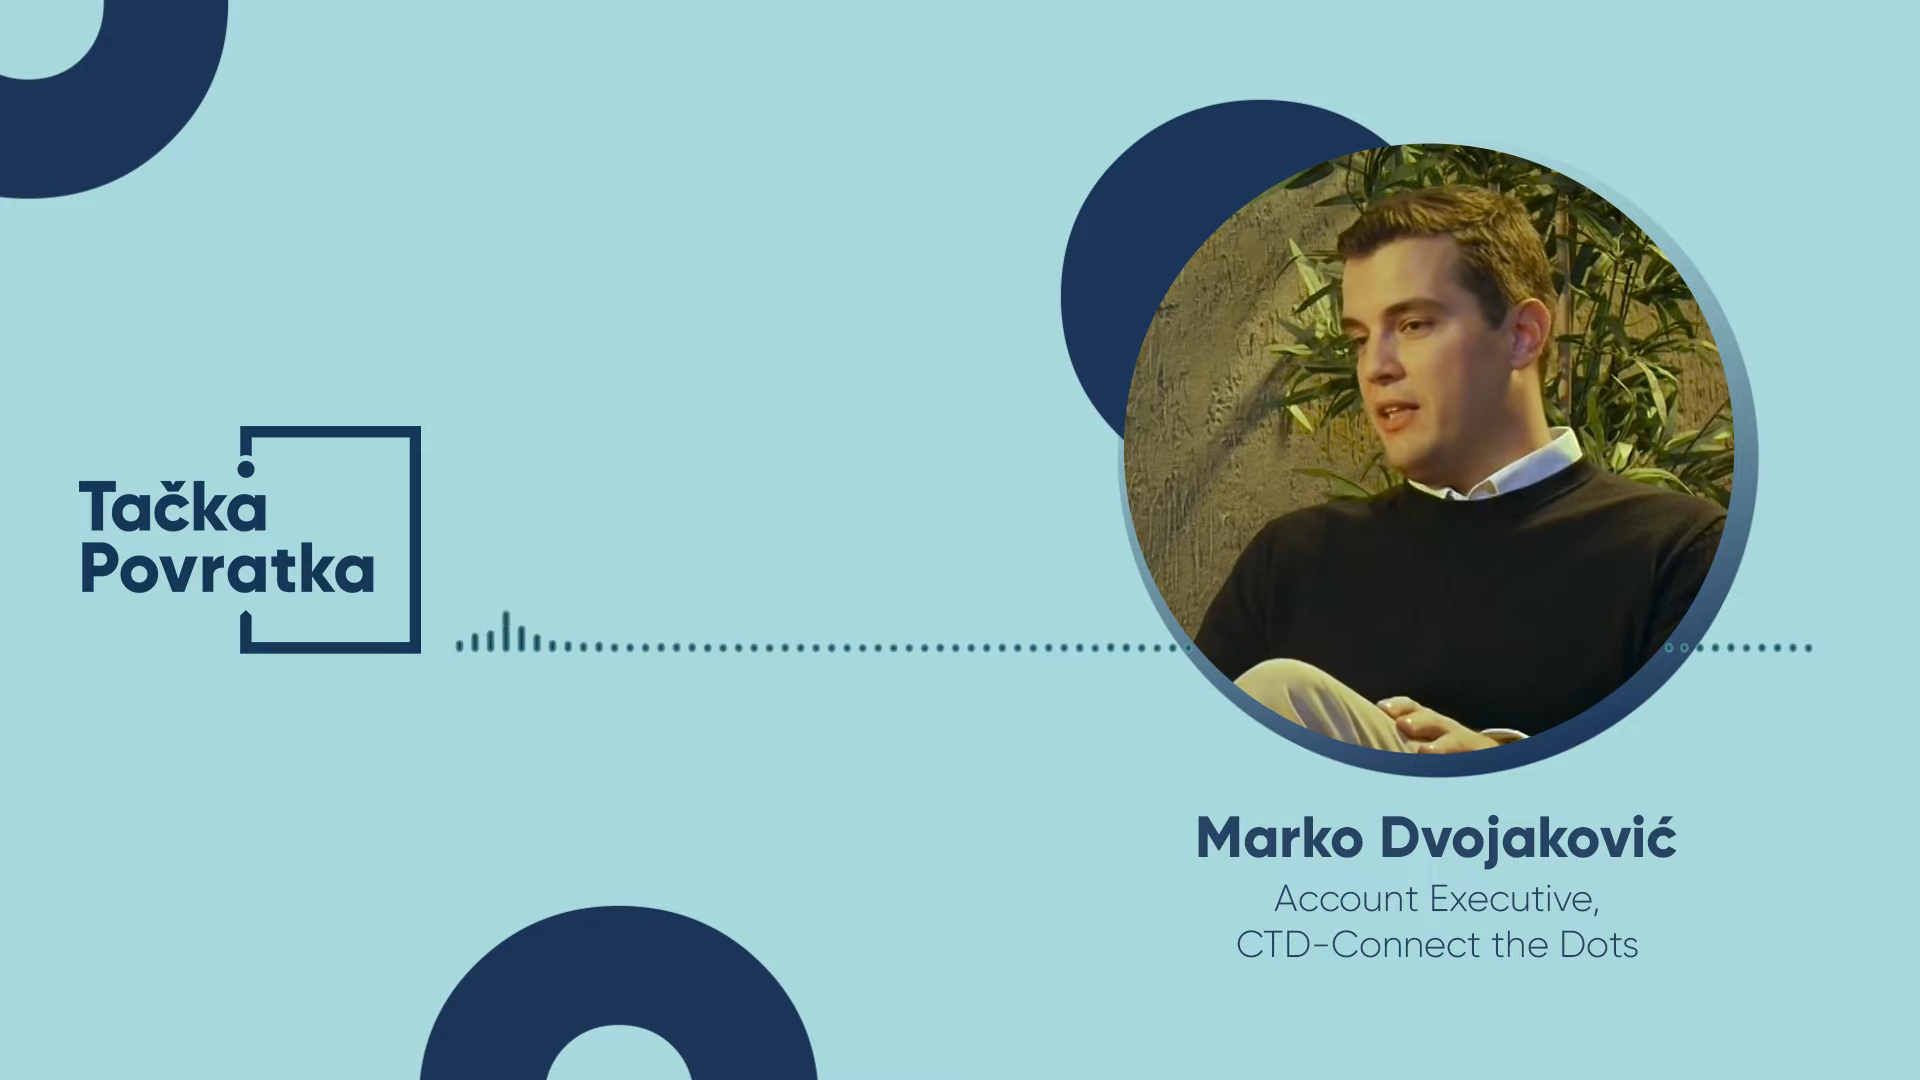 Tačka
Povratka
Marko Dvojaković
Account Executive,
CTD-Connect the Dots